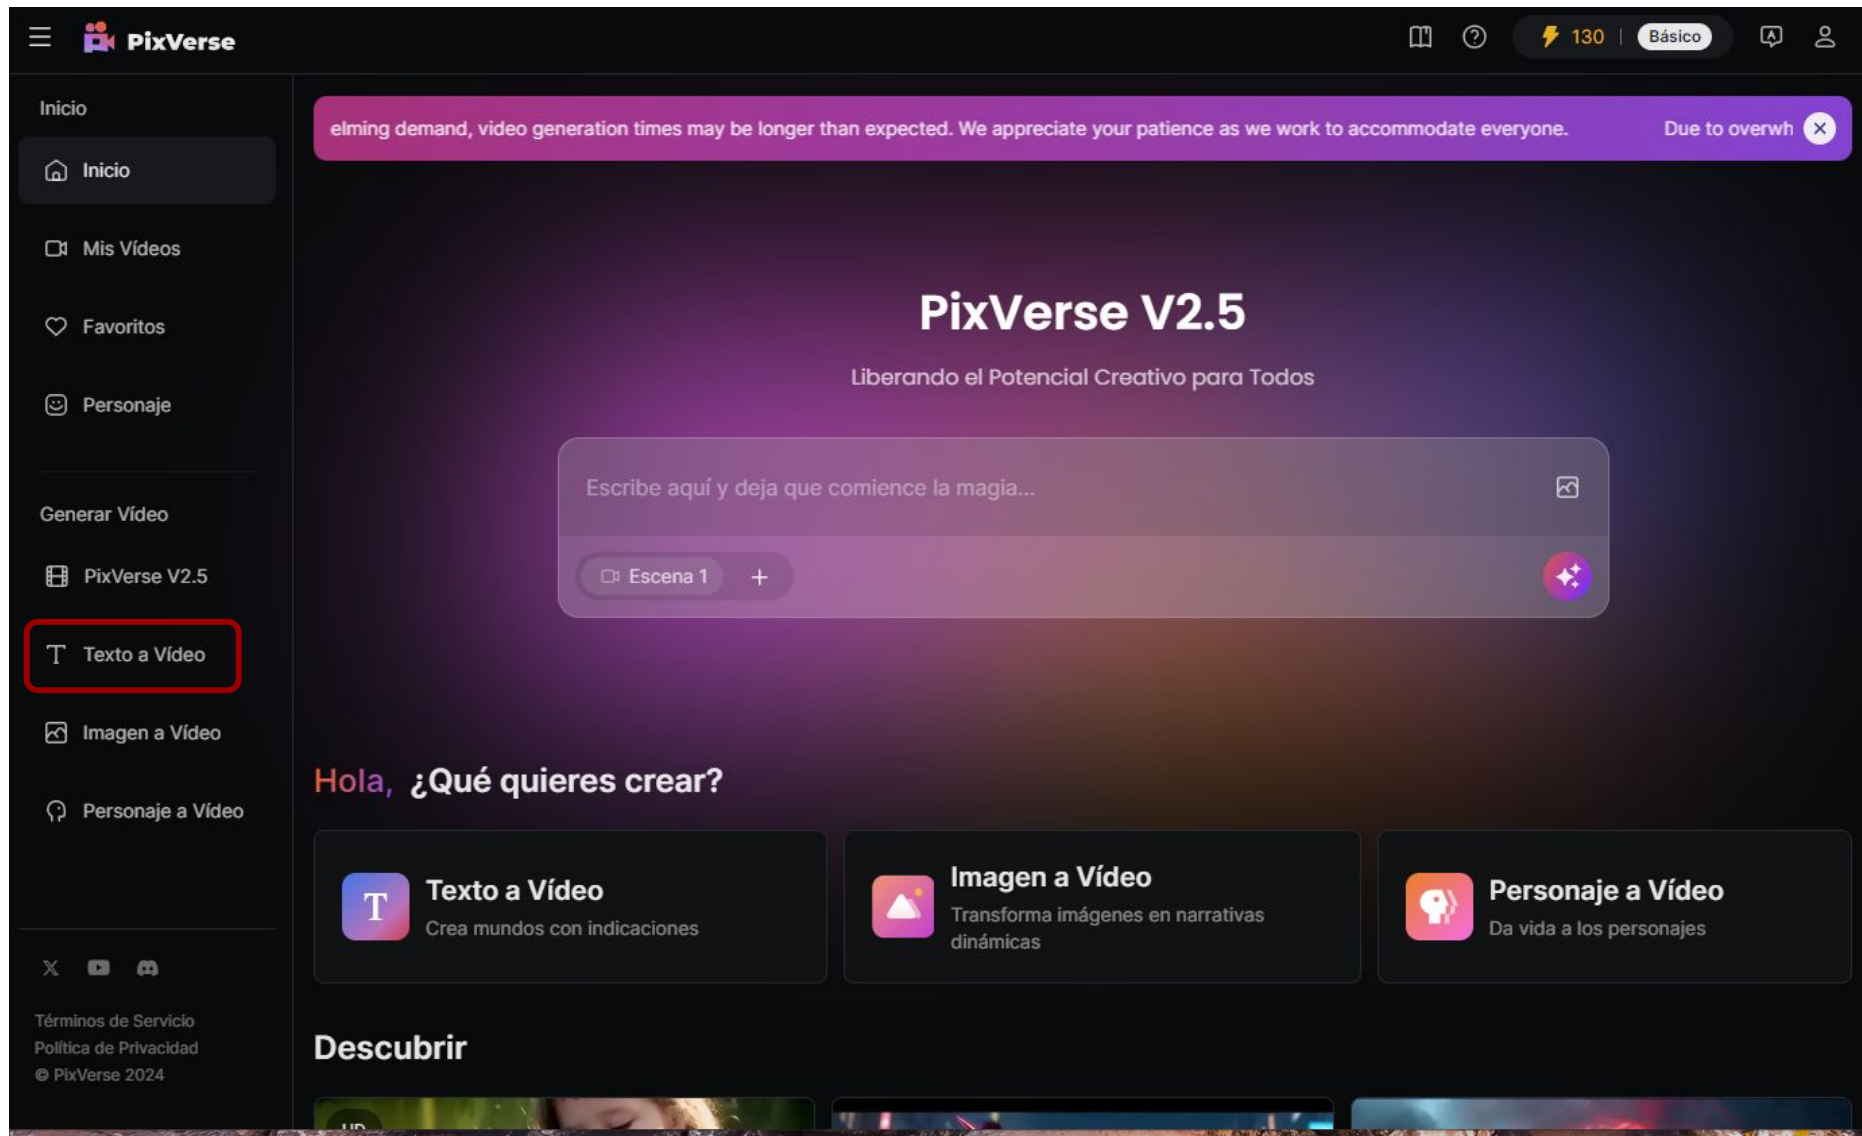 PixVerse
130
Básico
Inicio
Inicio
Mis Vídeos
Favoritos
Personaje
Generar Vídeo
PixVerse V2.5
Texto a Vídeo
Imagen a Vídeo
Personaje a Vídeo
Términos de Servicio
Política de Privacidad
© PixVerse 2024
elming demand, video generation times may be longer than expected. We appreciate your patience as we work to accommodate everyone. Due to overwh
PixVerse V2.5
Liberando el Potencial Creativo para Todos
Escribe aquí y deja que comience la magia...
Escena 1
Hola, ¿Qué quieres crear?
Texto a Vídeo
Crea mundos con indicaciones
Imagen a Vídeo
Transforma imágenes en narrativas
dinámicas
Personaje a Vídeo
Da vida a los personajes
Descubrir